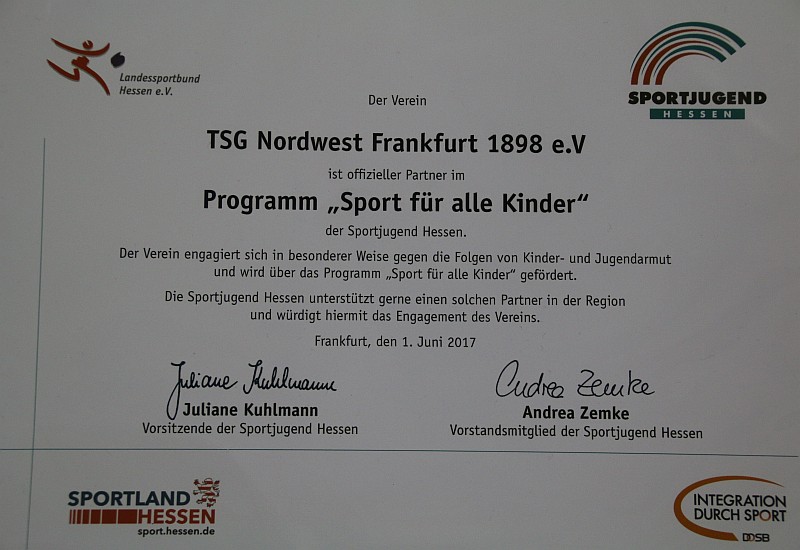 Landessportbund
Hessen e.V.
SPORTJUGEND
HESSEN
Der Verein
TSG Nordwest Frankfurt 1898 e.V
ist offizieller Partner im
Programm „Sport für alle Kinder“
der Sportjugend Hessen.
Der Verein engagiert sich in besonderer Weise gegen die Folgen von Kinder- und Jugendarmut
und wird über das Programm „Sport für alle Kinder“ gefördert.
Die Sportjugend Hessen unterstützt gerne einen solchen Partner in der Region
und würdigt hiermit das Engagement des Vereins.
Frankfurt, den 1. Juni 2017
Juliane Kuhlmann
Juliane Kuhlmann
Vorsitzende der Sportjugend Hessen
Andrea Zemke
Andrea Zemke
Vorstandsmitglied der Sportjugend Hessen
SPORTLAND
HESSEN
sport.hessen.de
INTEGRATION
DURCH SPORT
DOSB